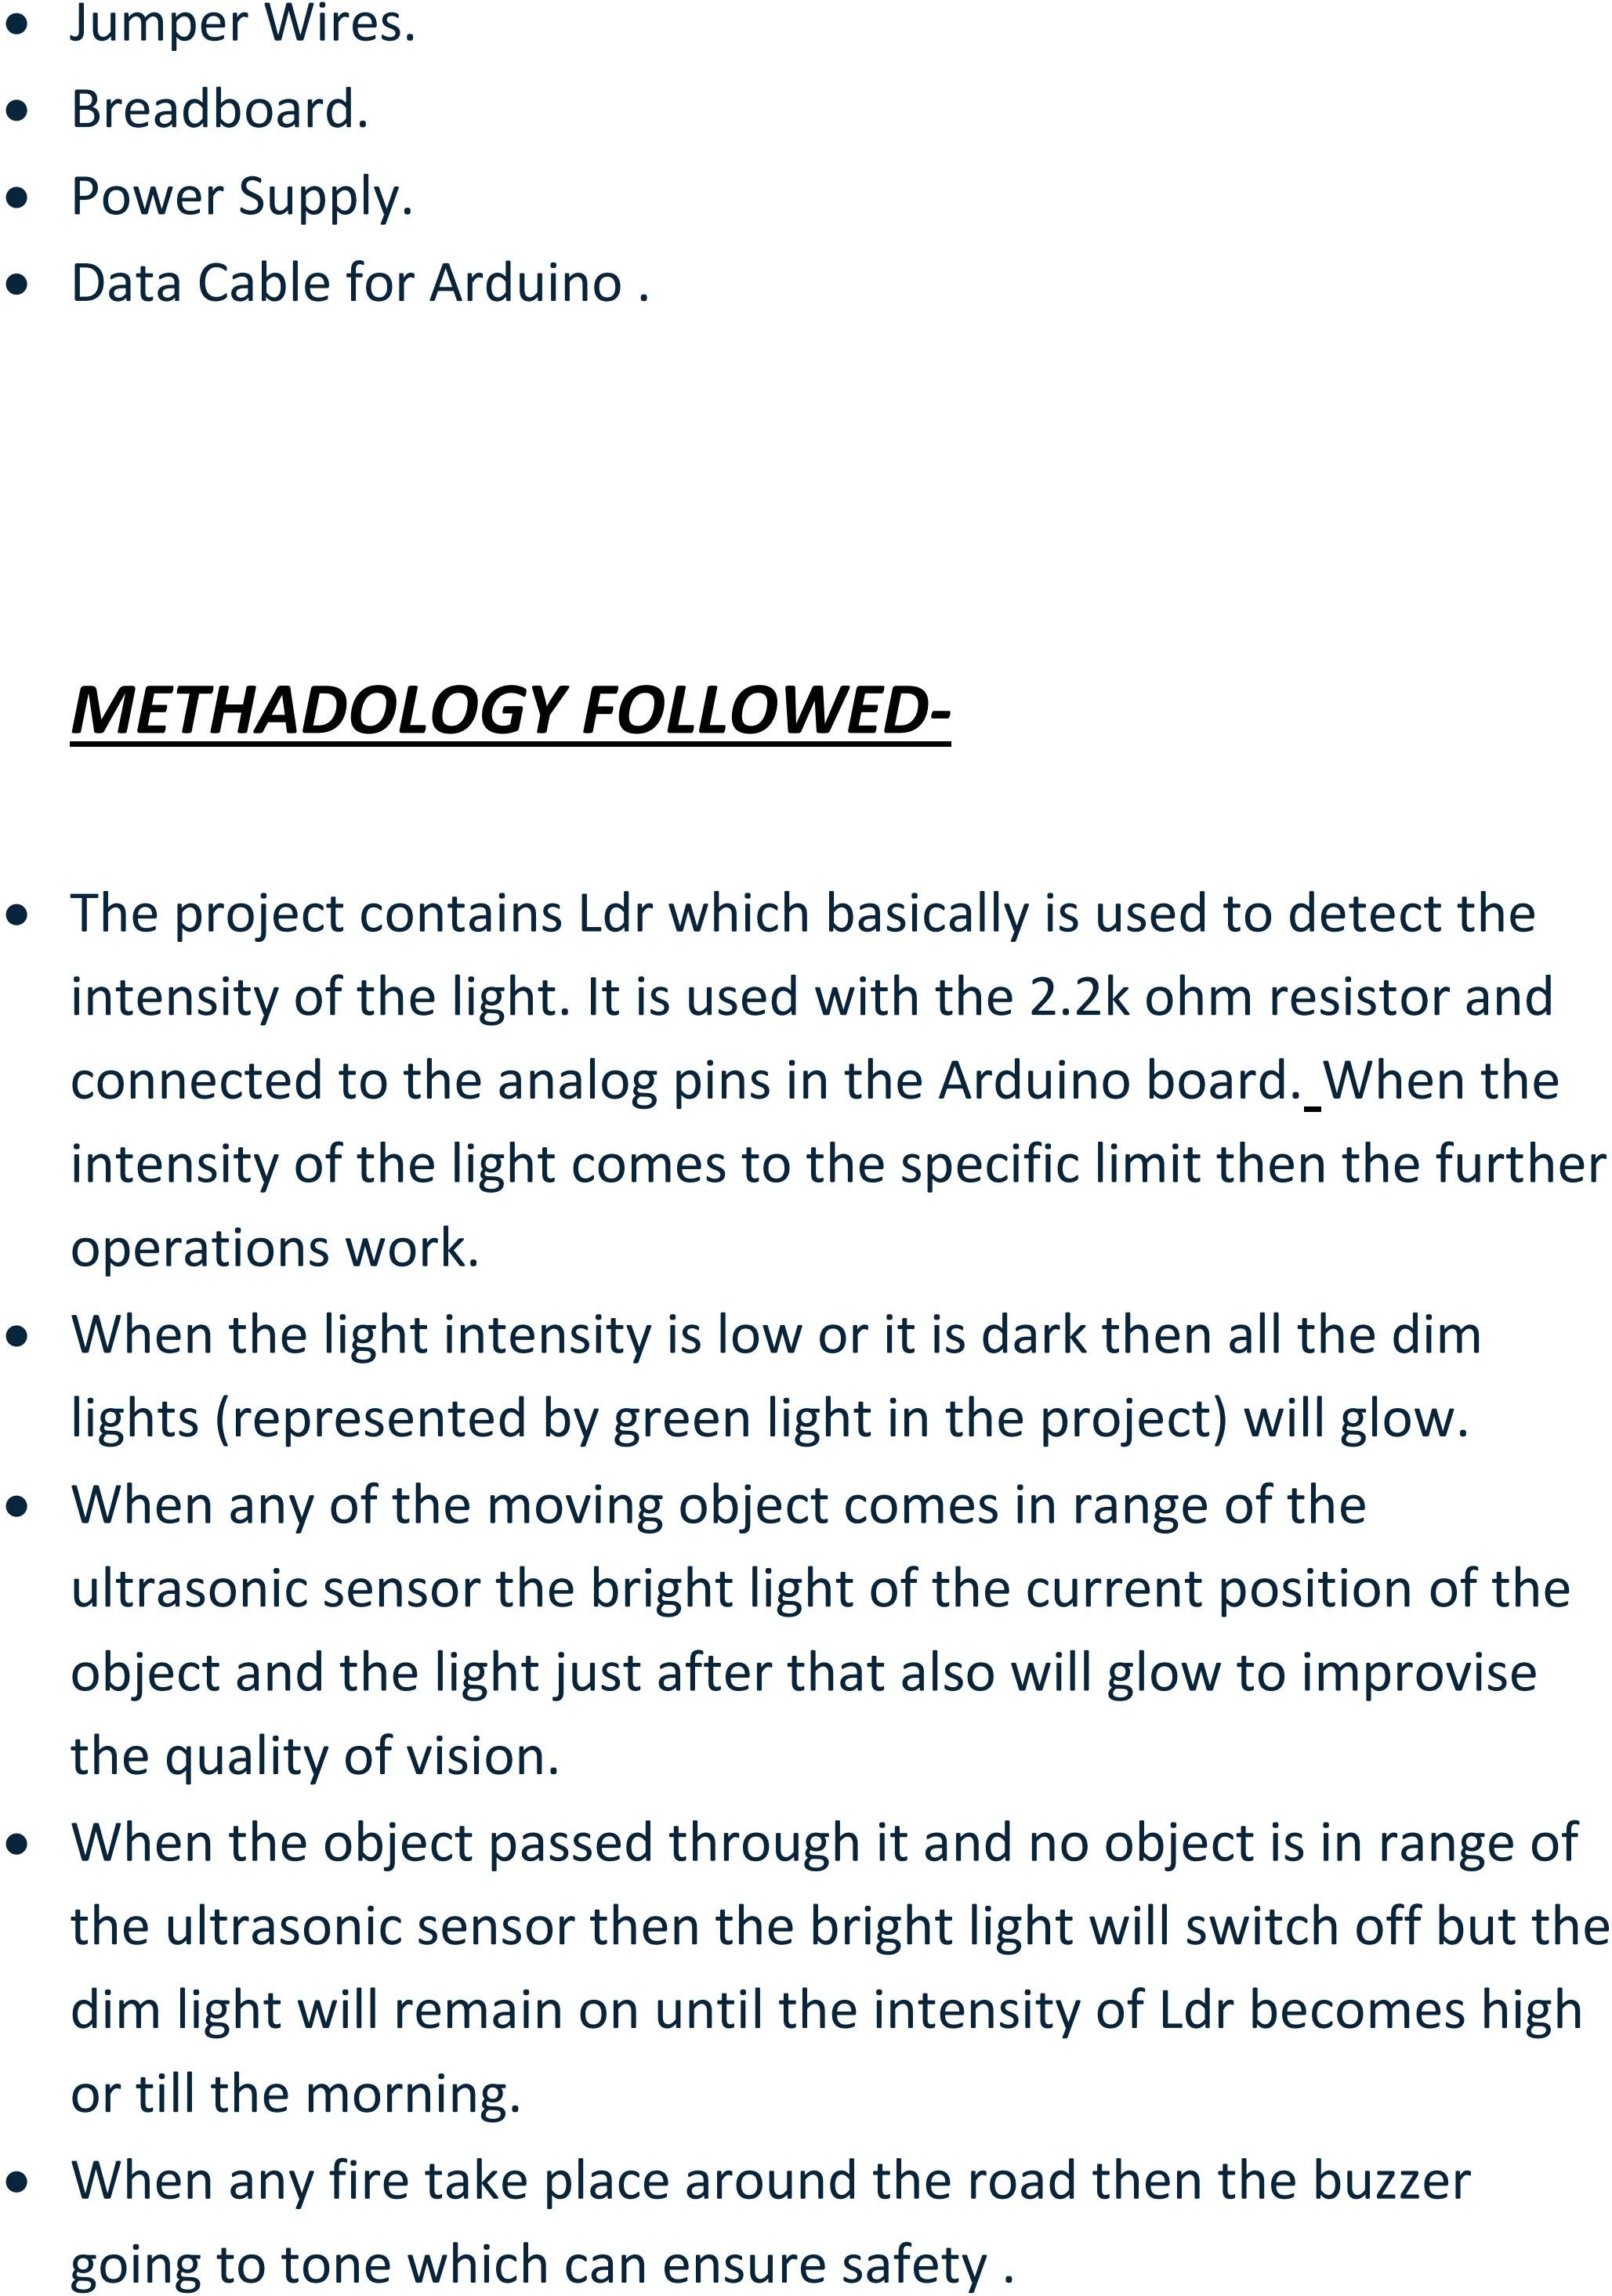 • Jumper Wires.
• Breadboard.
• Power Supply.
• Data Cable for Arduino .
METHADOLOGY FOLLOWED-
• The project contains Ldr which basically is used to detect the
intensity of the light. It is used with the 2.2k ohm resistor and
connected to the analog pins in the Arduino board. When the
intensity of the light comes to the specific limit then the further
operations work.
• When the light intensity is low or it is dark then all the dim
lights (represented by green light in the project) will glow.
• When any of the moving object comes in range of the
ultrasonic sensor the bright light of the current position of the
object and the light just after that also will glow to improvise
the quality of vision.
• When the object passed through it and no object is in range of
the ultrasonic sensor then the bright light will switch off but the
dim light will remain on until the intensity of Ldr becomes high
or till the morning.
• When any fire take place around the road then the buzzer
going to tone which can ensure safety .